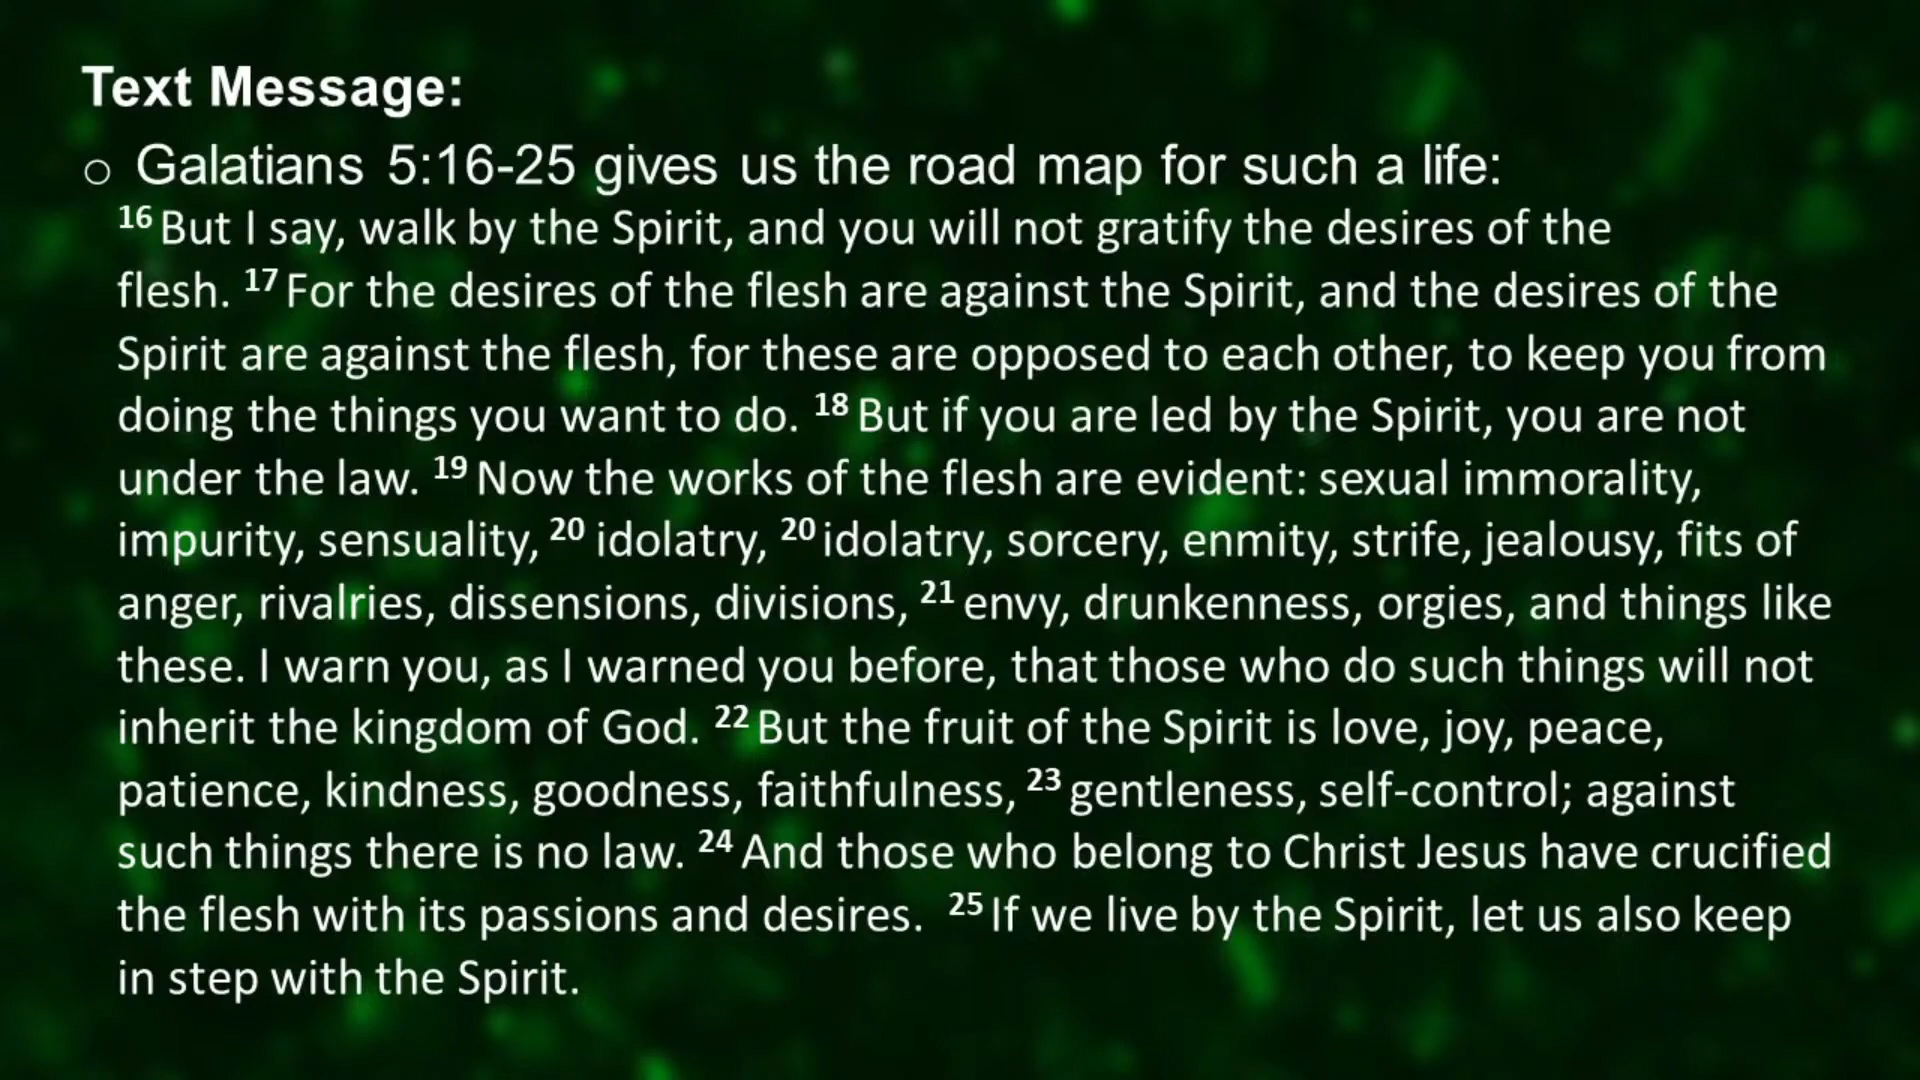 Text Message:
o Galatians 5:16-25 gives us the road map for such a life:
16 But I say, walk by the Spirit, and you will not gratify the desires of the
flesh. 17 For the desires of the flesh are against the Spirit, and the desires of the
Spirit are against the flesh, for these are opposed to each other, to keep you from
doing the things you want to do. 18 But if you are led by the Spirit, you are not
under the law. 19 Now the works of the flesh are evident: sexual immorality,
impurity, sensuality, 20 idolatry, 20 idolatry, sorcery, enmity, strife, jealousy, fits of
anger, rivalries, dissensions, divisions, 21 envy, drunkenness, orgies, and things like
these. I warn you, as I warned you before, that those who do such things will not
inherit the kingdom of God. 22 But the fruit of the Spirit is love, joy, peace,
patience, kindness, goodness, faithfulness, 23 gentleness, self-control; against
such things there is no law. 24 And those who belong to Christ Jesus have crucified
the flesh with its passions and desires. 25 If we live by the Spirit, let us also keep
in step with the Spirit.